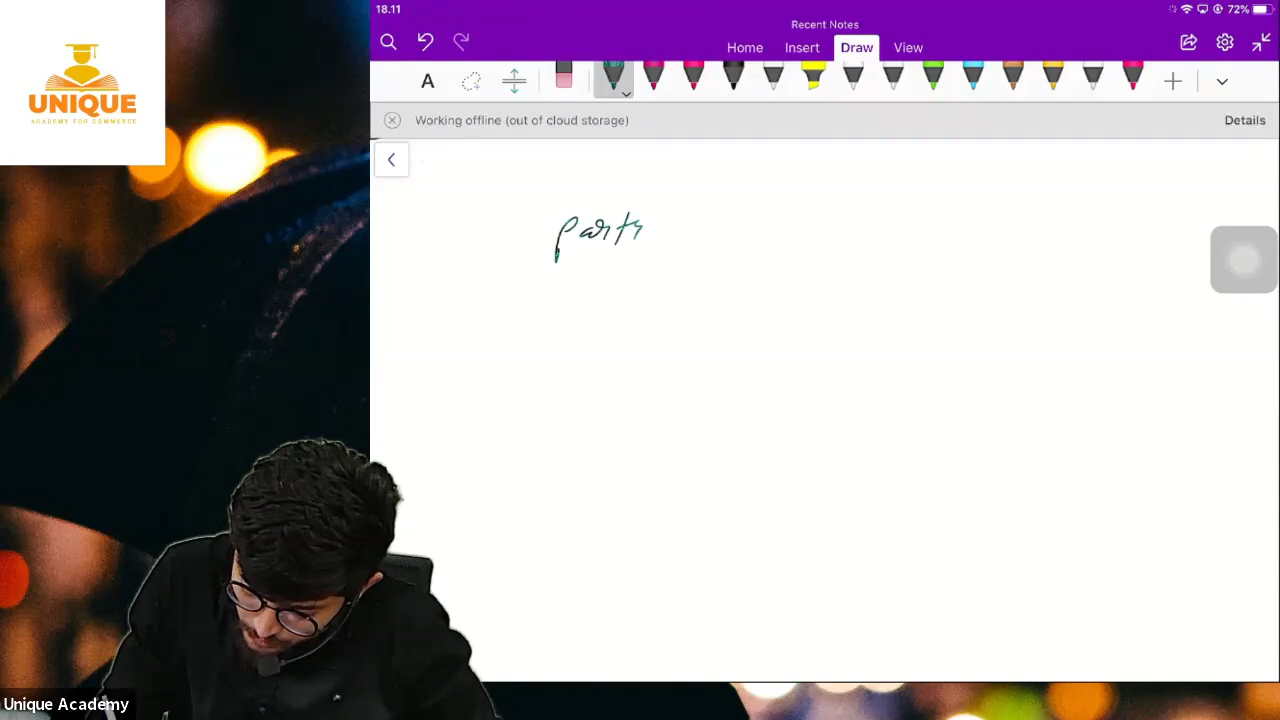 18.11
Recent Notes
72%
Home Insert Draw View
A
Working offline (out of cloud storage)
Details
UNIQUE
ACADEMY FOR COMMERCE
partn
Unique Academy